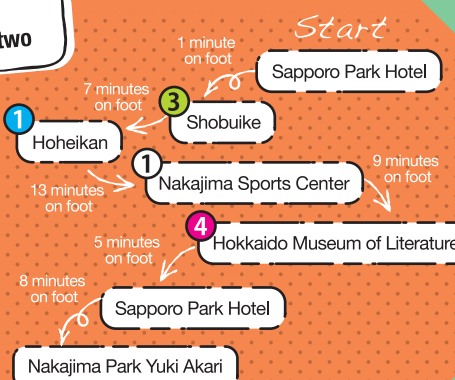 two
Start
1 minute
on foot
Sapporo Park Hotel
7 minutes
on foot
3
Shobuike
1
Hoheikan
9 minutes
on foot
1
Nakajima Sports Center
13 minutes
on foot
4
Hokkaido Museum of Literature
5 minutes
on foot
8 minutes
on foot
Sapporo Park Hotel
Nakajima Park Yuki Akari